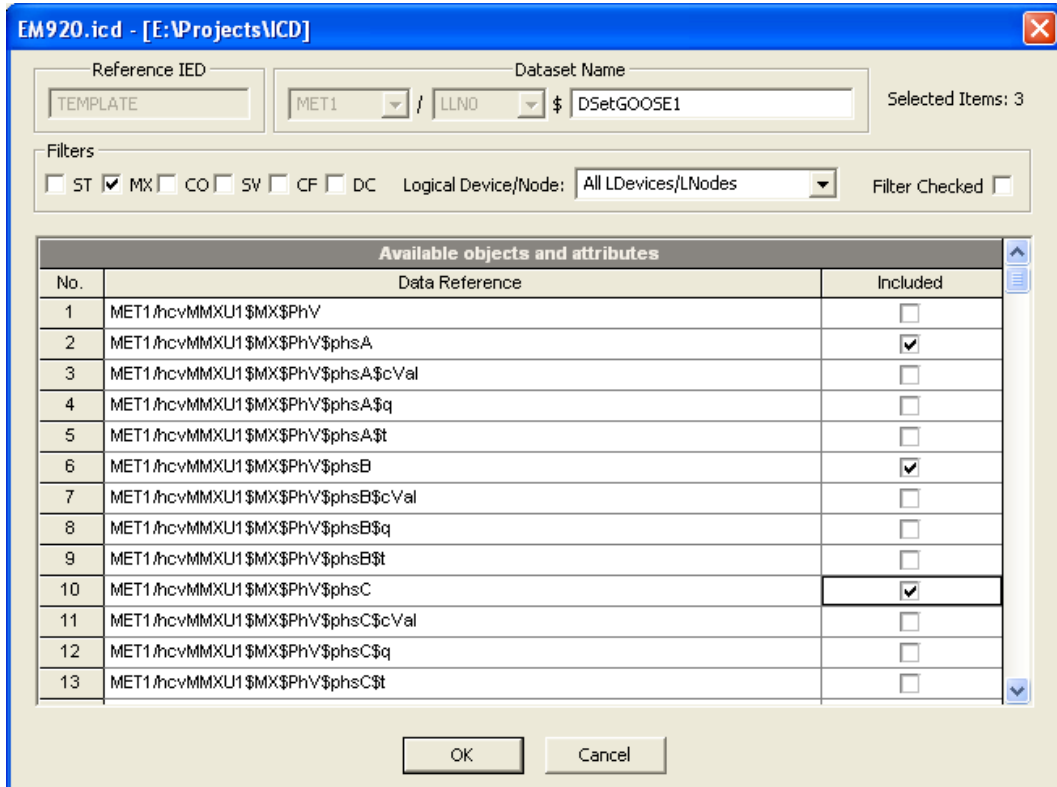 EM920.icd - [E:\Projects\ICD]
Reference IED
Dataset Name
TEMPLATE
MET1 / LLN0 $ DSetGOOSE1
Selected Items: 3
Filters
ST MX CO SV CF DC Logical Device/Node: All LDevices/LNodes Filter Checked
Available objects and attributes
No. Data Reference Included
1 MET1/hcvMMXU1$MX$PhV
2 MET1/hcvMMXU1$MX$PhV$phsA
3 MET1/hcvMMXU1$MX$PhV$phsA$cVal
4 MET1/hcvMMXU1$MX$PhV$phsA$q
5 MET1/hcvMMXU1$MX$PhV$phsA$t
6 MET1/hcvMMXU1$MX$PhV$phsB
7 MET1/hcvMMXU1$MX$PhV$phsB$cVal
8 MET1/hcvMMXU1$MX$PhV$phsB$q
9 MET1/hcvMMXU1$MX$PhV$phsB$t
10 MET1/hcvMMXU1$MX$PhV$phsC
11 MET1/hcvMMXU1$MX$PhV$phsC$cVal
12 MET1/hcvMMXU1$MX$PhV$phsC$q
13 MET1/hcvMMXU1$MX$PhV$phsC$t
OK Cancel